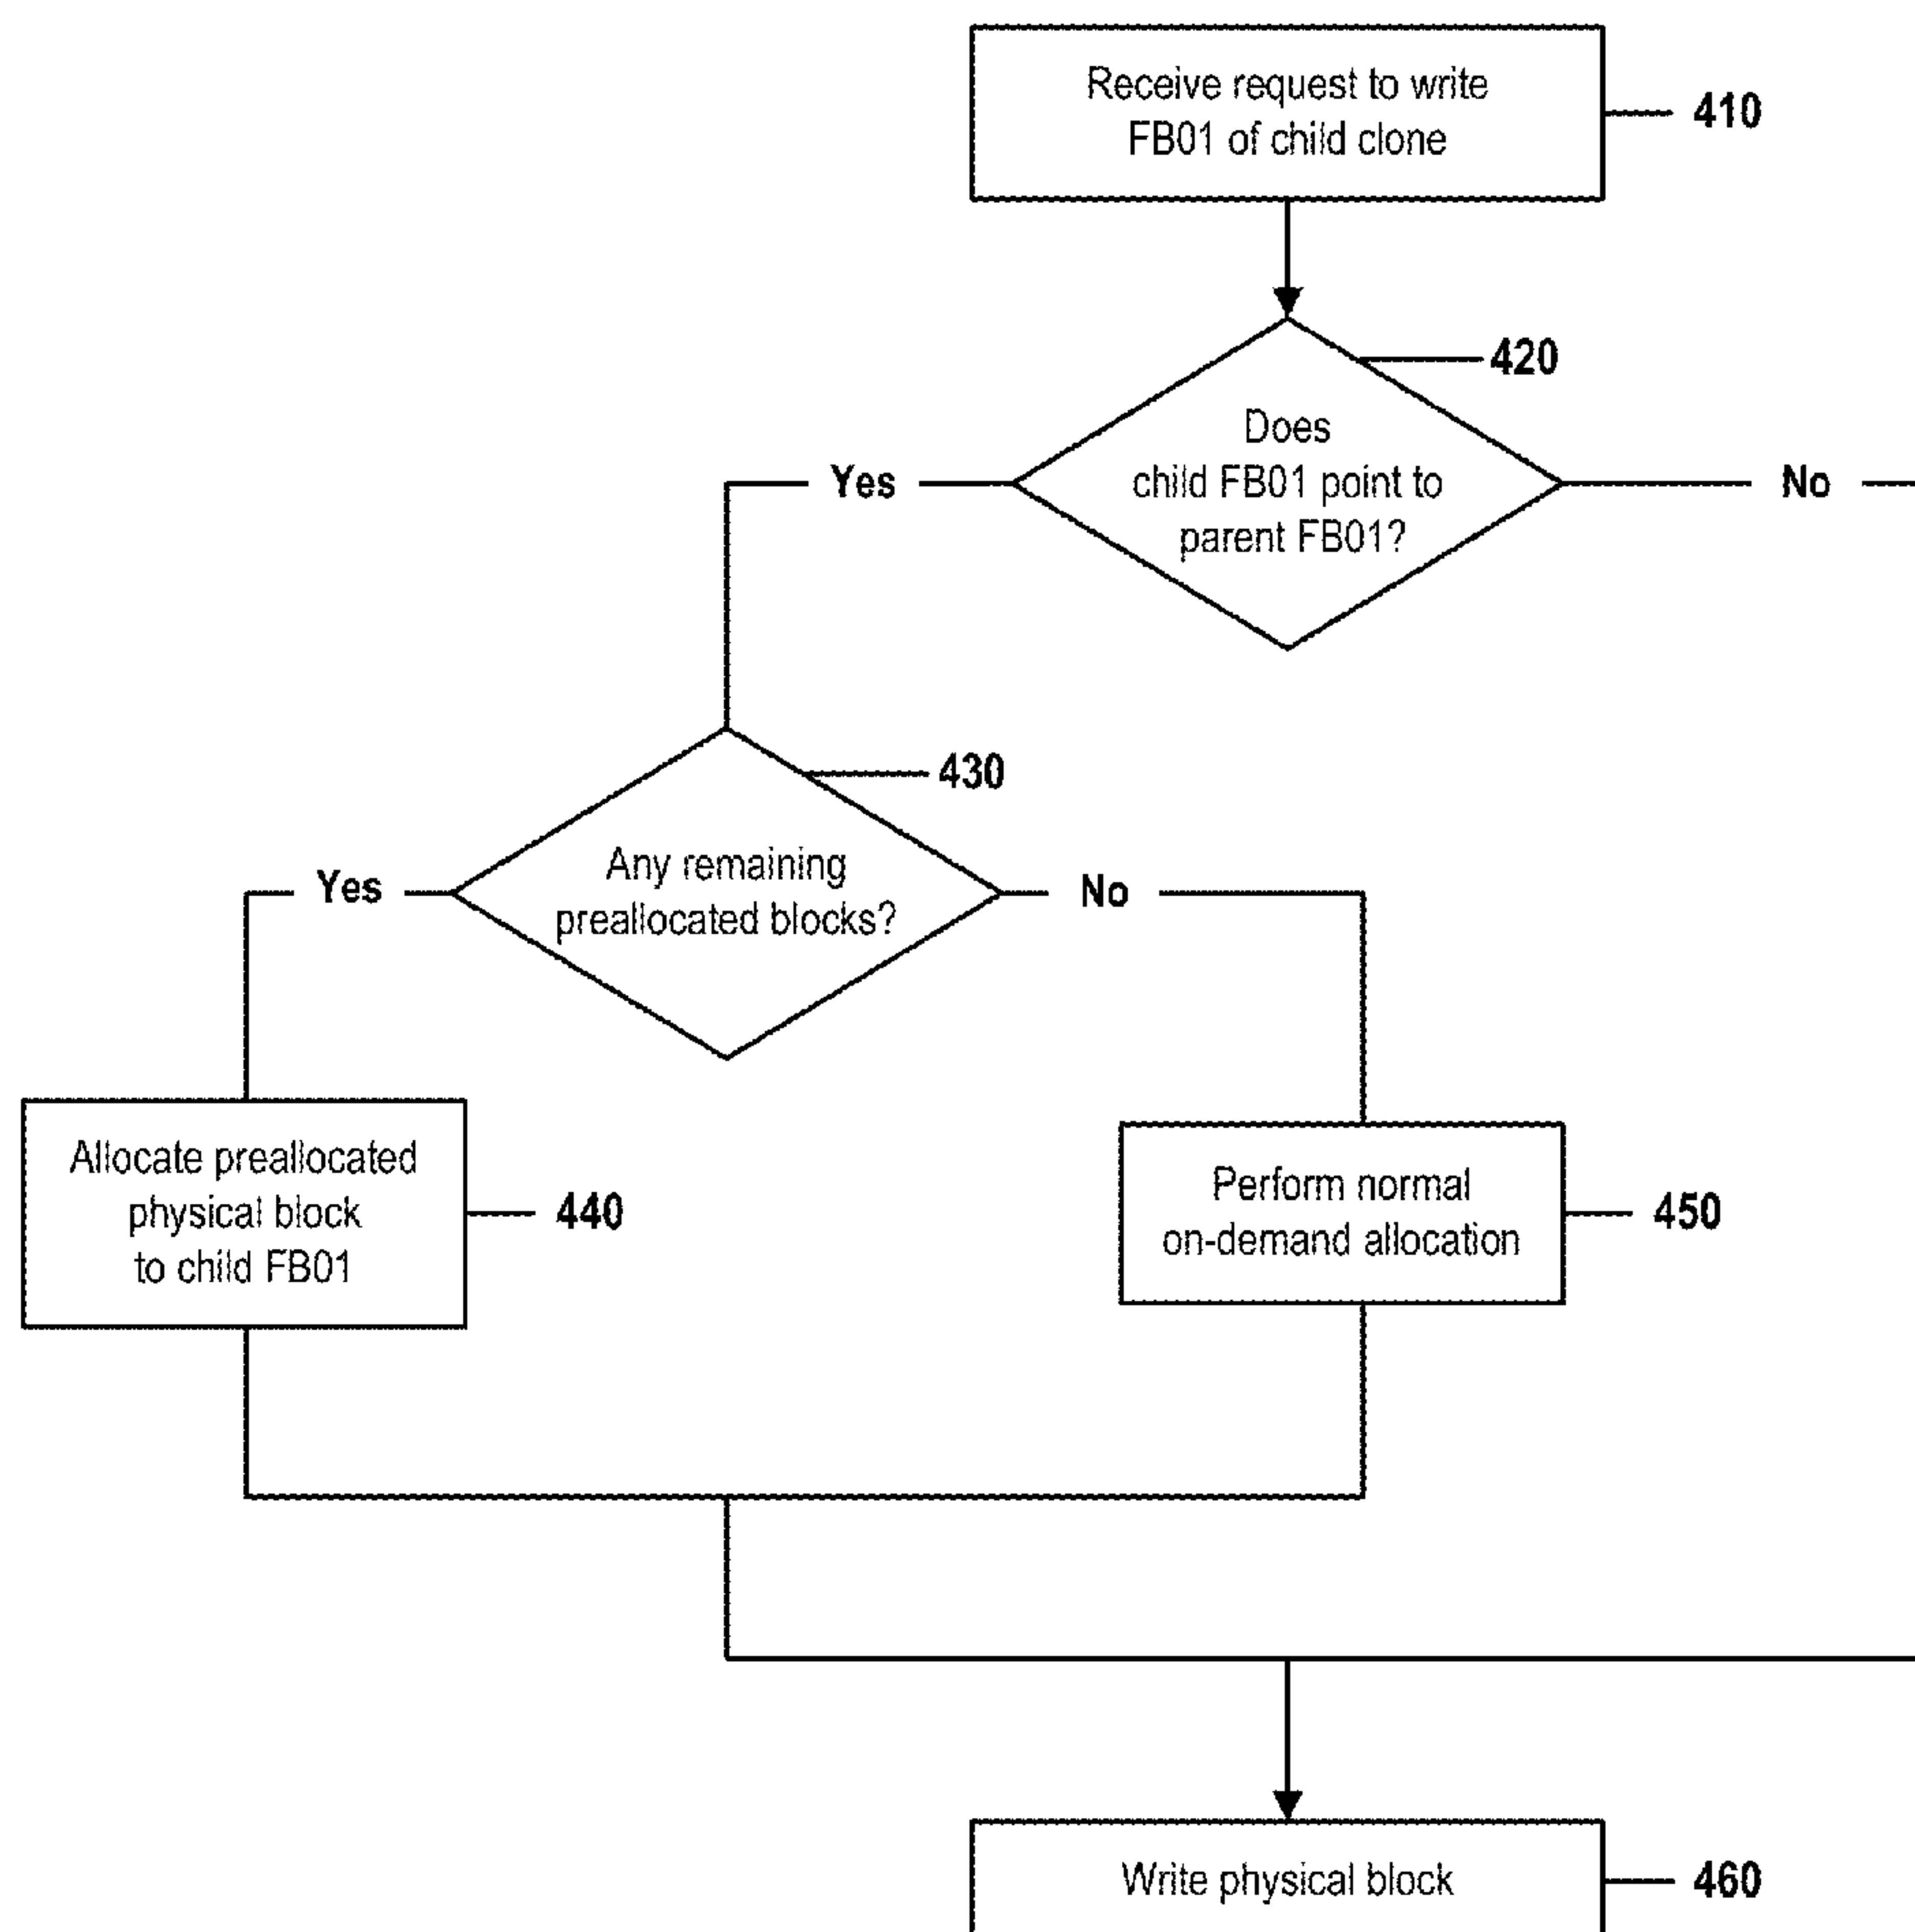 Receive request to write
FB01 of child clone
410
420
Does
child FB01 point to
parent FB01?
Yes
No
430
Any remaining
preallocated blocks?
Yes
No
Allocate preallocated
physical block
to child FB01
440
Perform normal
on-demand allocation
450
Write physical block
460